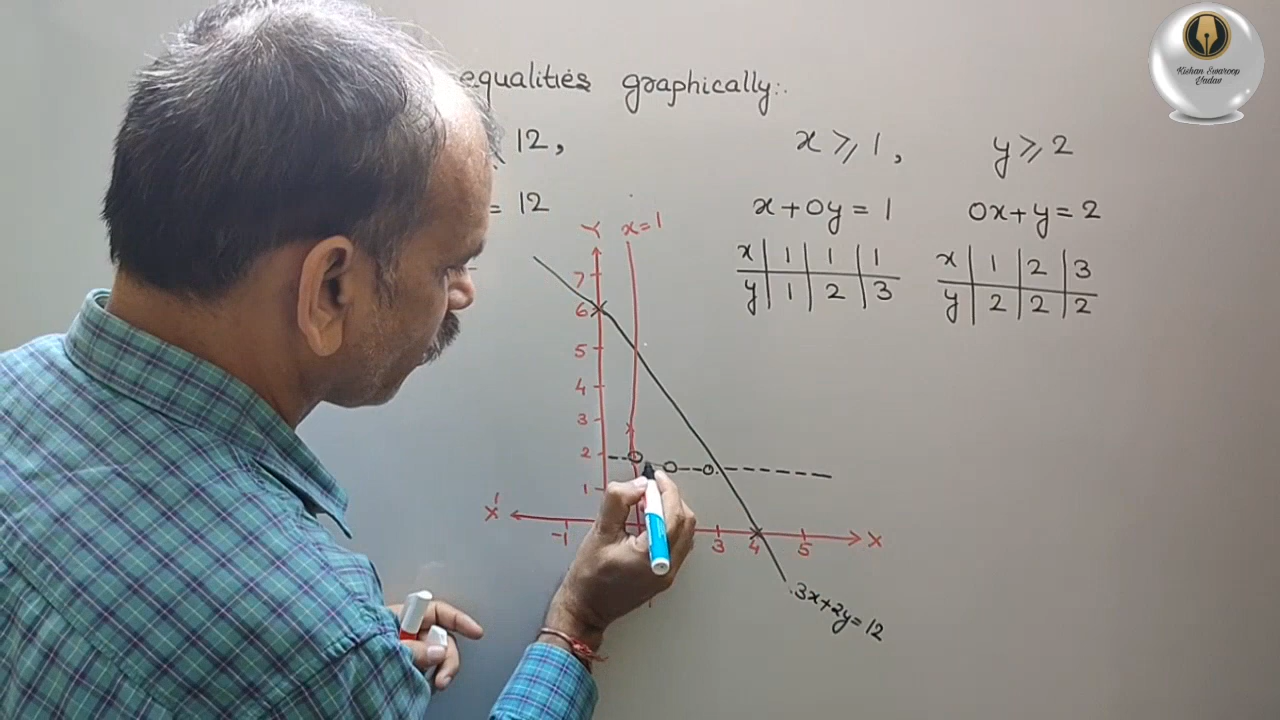 equalities graphically:.
12, x ⩾ 1, y ⩾ 2
= 12 x + 0y = 1 0x + y = 2
x 1 1 1
y 1 2 3
x 1 2 3
y 2 2 2
Y x=1
7
6
5
4
3
2
1
X' -1 3 4 5 X
3x+2y=12
Kishan Swaroop
Yadav